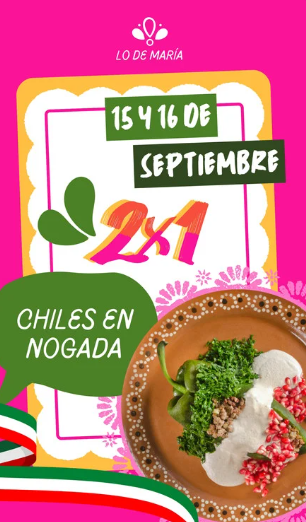 LO DE MARÍA
15 Y 16 DE
SEPTIEMBRE
2x1
CHILES EN
NOGADA